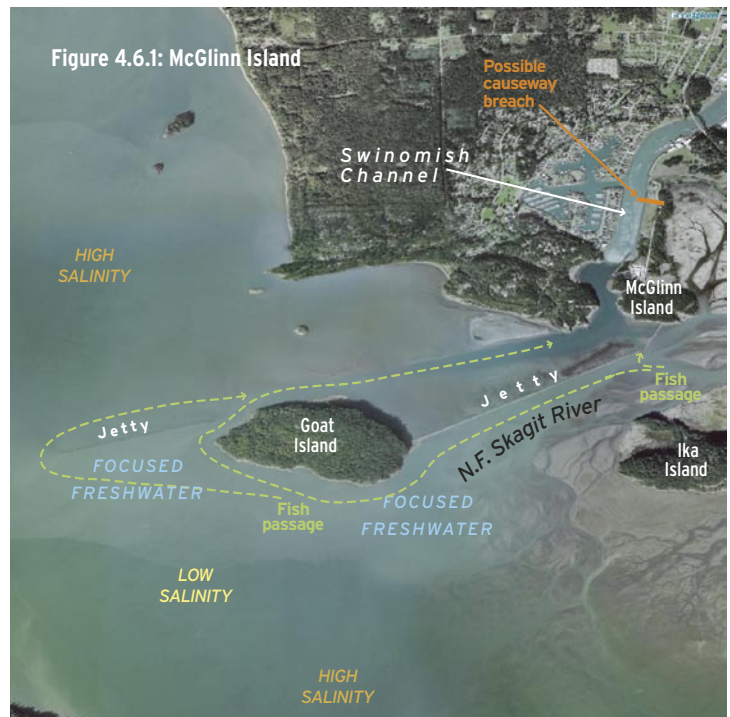 Figure 4.6.1: McGlinn Island
Possible
causeway
breach
Swinomish
Channel
HIGH
SALINITY
McGlinn
Island
Jetty
Fish
passage
N.F. Skagit River
Goat
Island
Jetty
Ika
Island
FOCUSED
FRESHWATER
Fish
passage
FOCUSED
FRESHWATER
LOW
SALINITY
HIGH
SALINITY